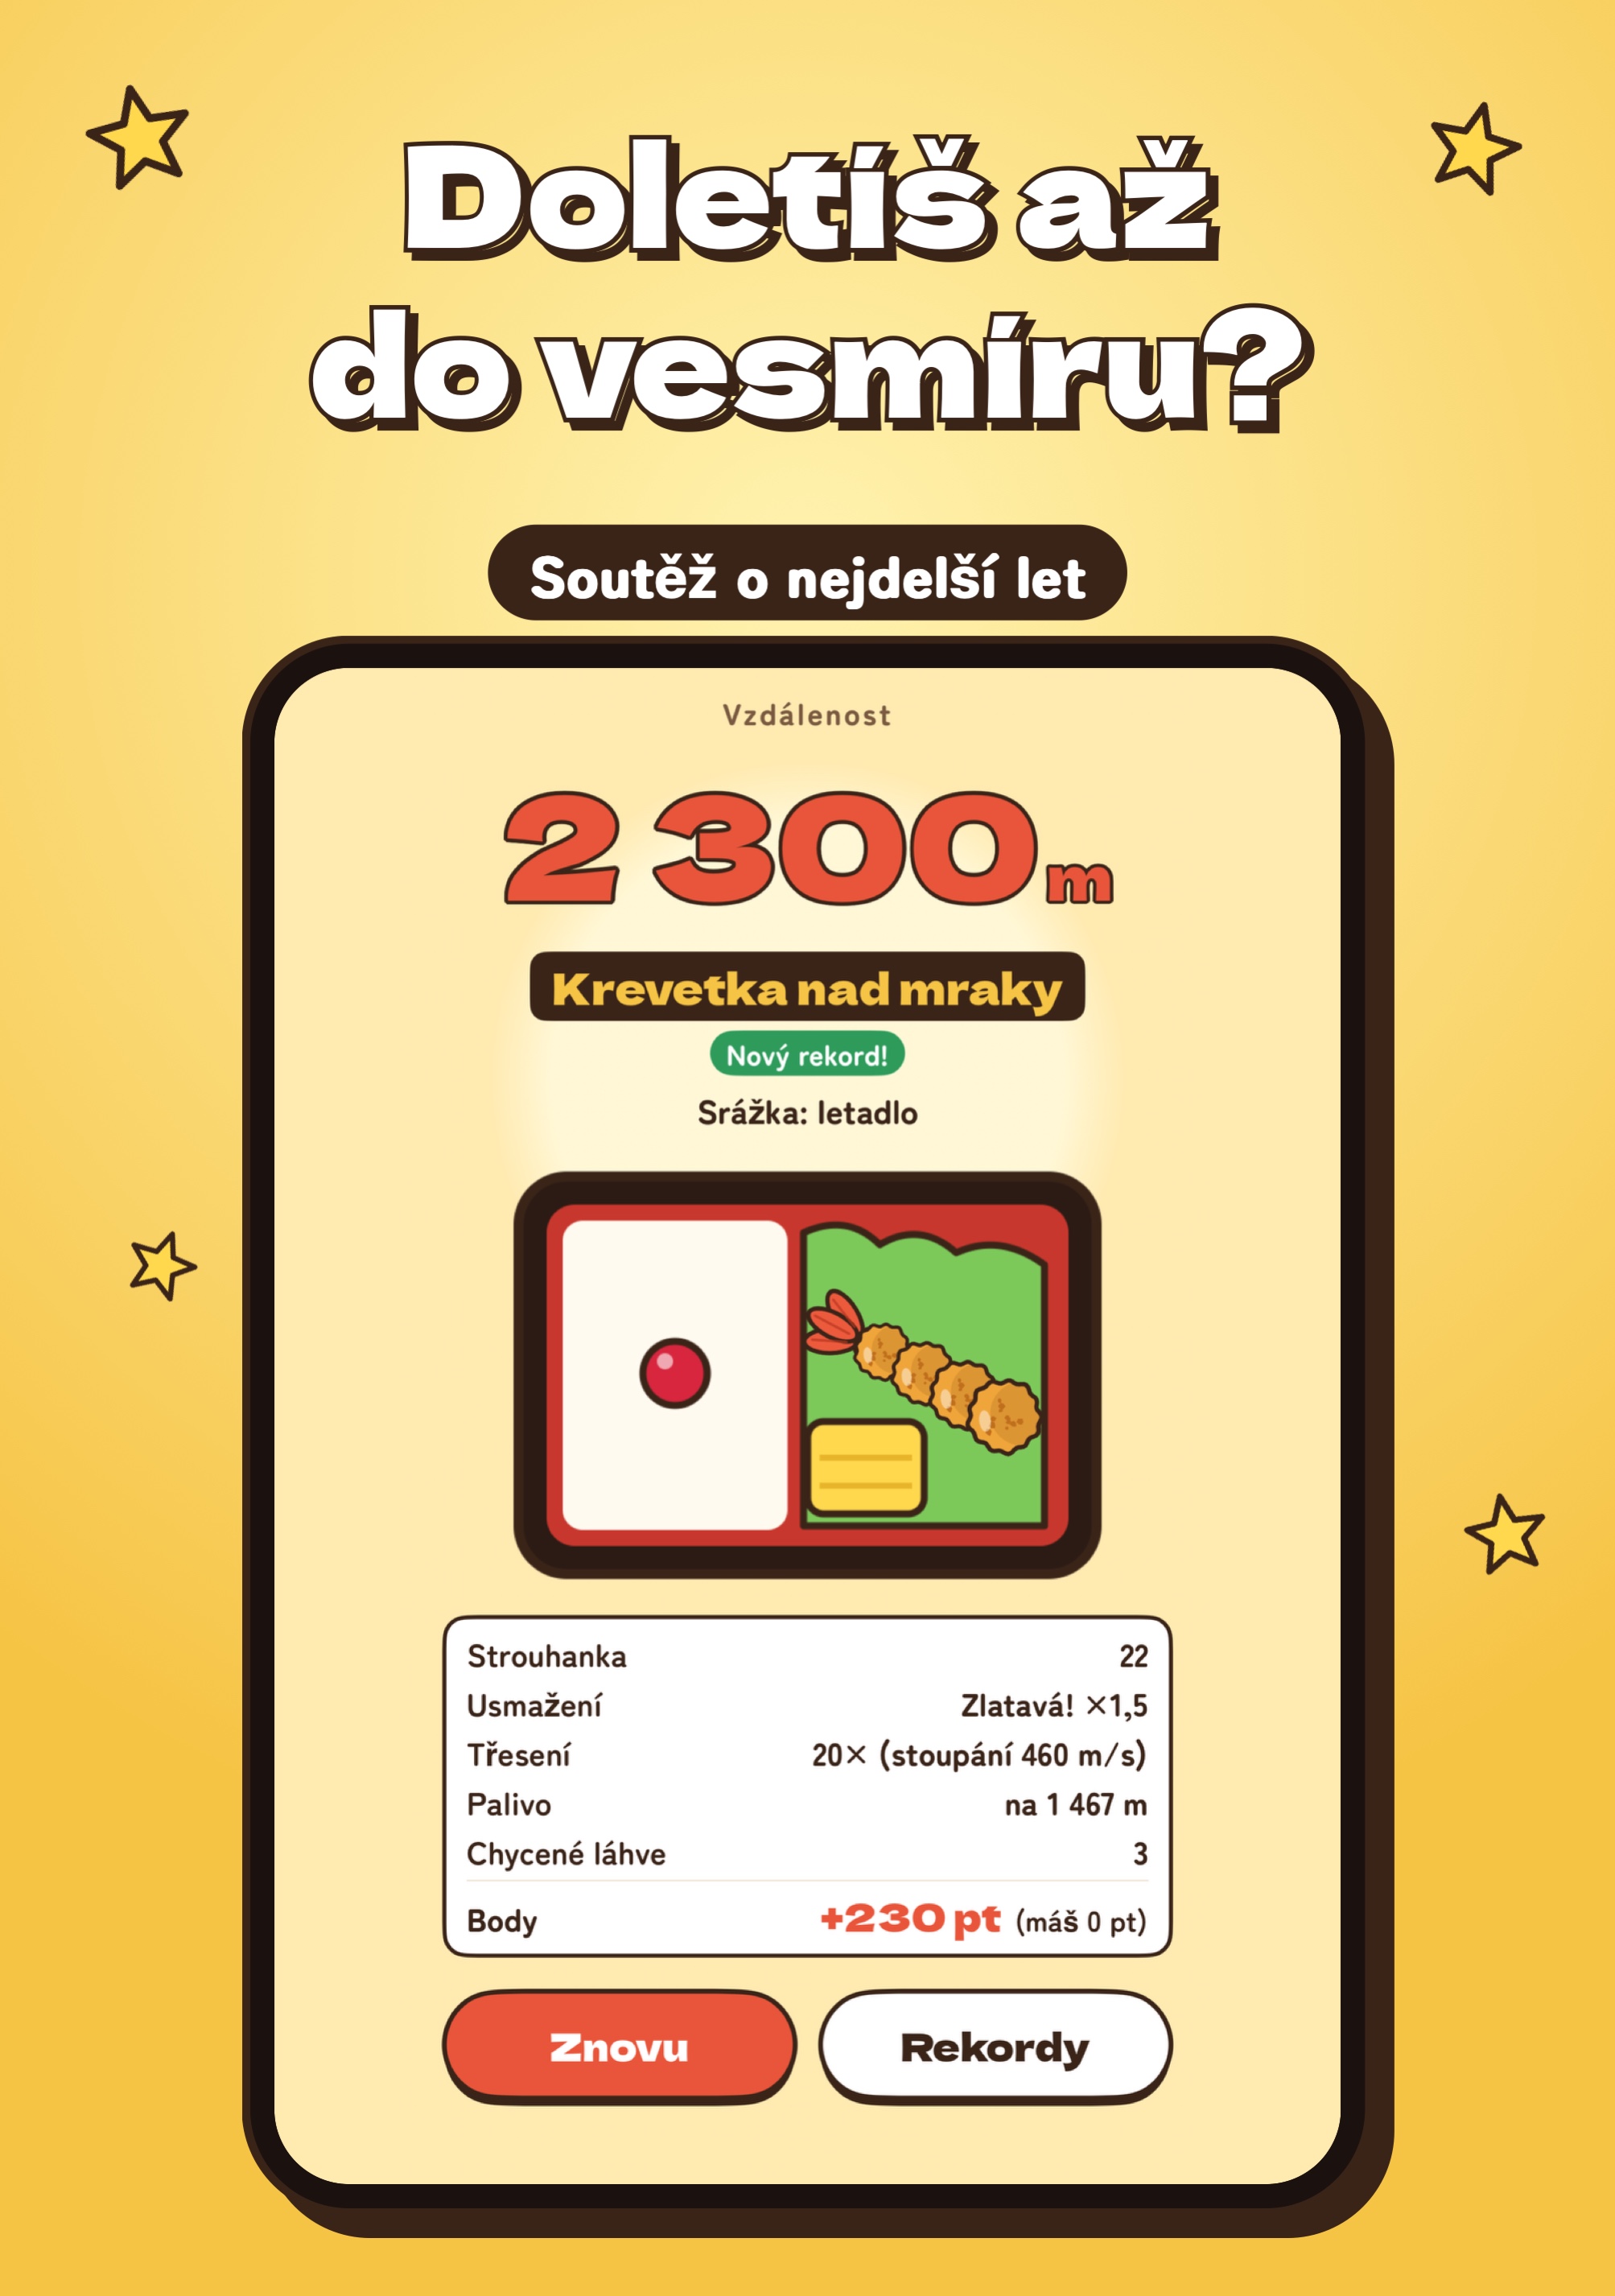 Doletíš až
do vesmíru?
Soutěž o nejdelší let
Vzdálenost
2 300 m
Krevetka nad mraky
Nový rekord!
Srážka: letadlo
Strouhanka 22
Usmažení Zlatavá! ×1,5
Třesení 20× (stoupání 460 m/s)
Palivo na 1 467 m
Chycené láhve 3
Body +230 pt (máš 0 pt)
Znovu Rekordy